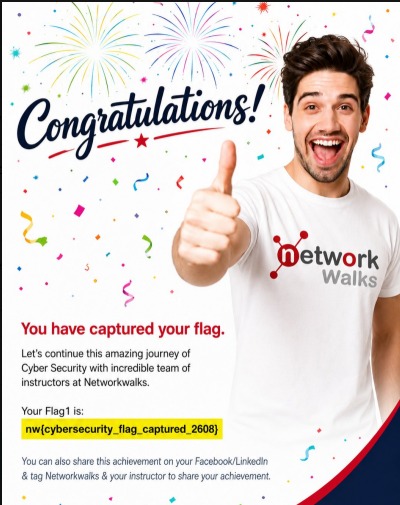 Congratulations!
network
Walks
You have captured your flag.
Let's continue this amazing journey of
Cyber Security with incredible team of
instructors at Networkwalks.
Your Flag1 is:
nw{cybersecurity_flag_captured_2608}
You can also share this achievement on your Facebook/LinkedIn
& tag Networkwalks & your instructor to share your achievement.